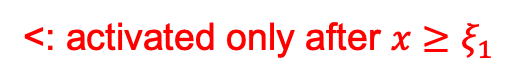 <: activated only after 𝑥 ≥ 𝜉₁